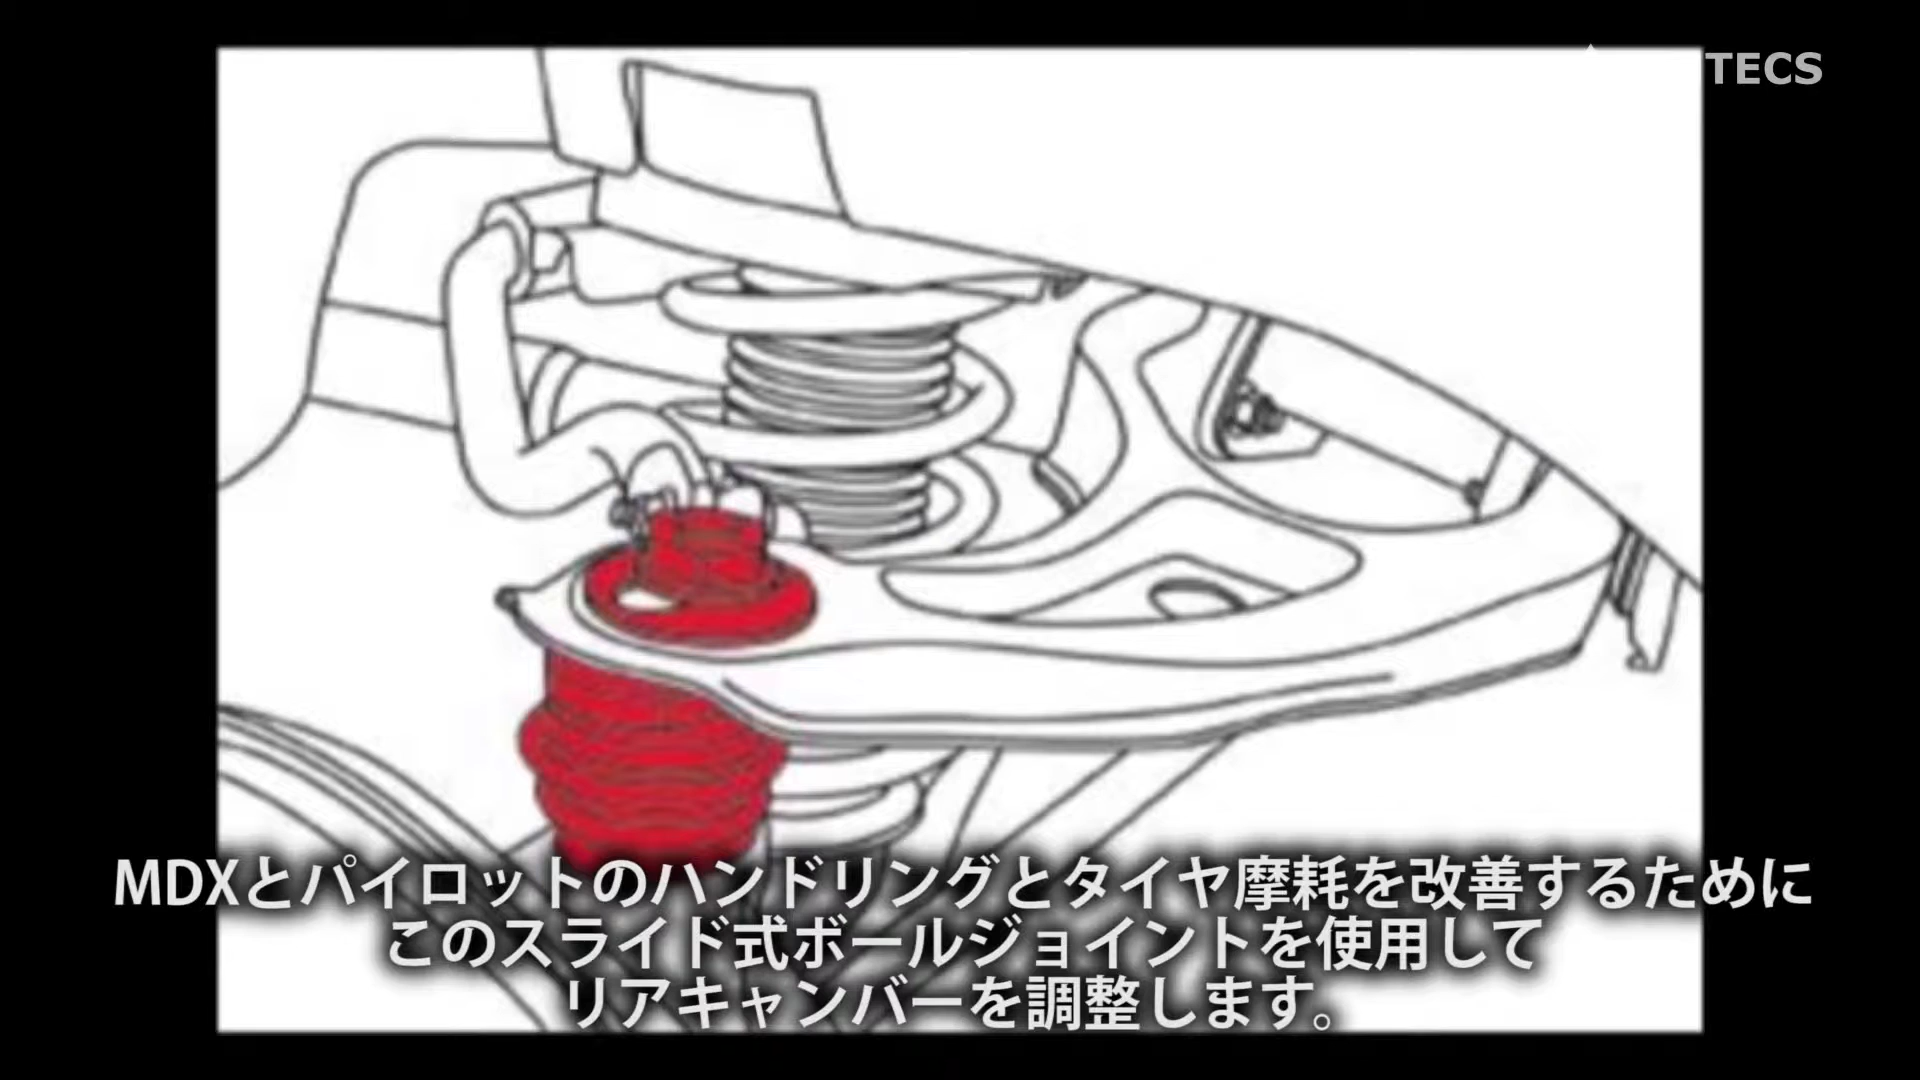 TECS
MDXとパイロットのハンドリングとタイヤ摩耗を改善するために
このスライド式ボールジョイントを使用して
リアキャンバーを調整します。